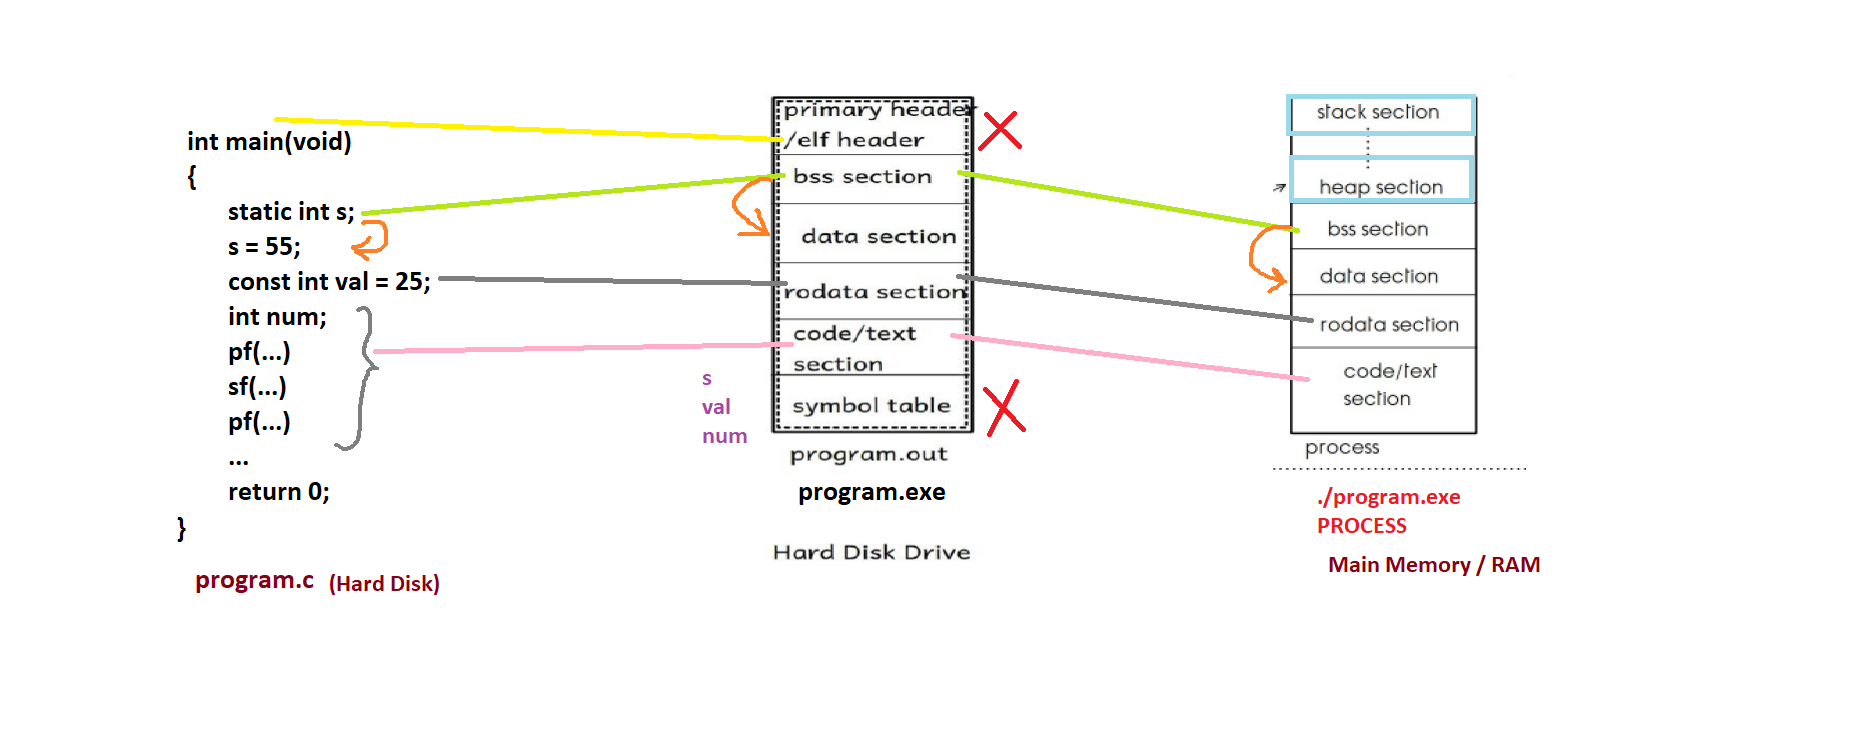 int main(void)
{
static int s;
s = 55;
const int val = 25;
int num;
pf(...)
sf(...)
pf(...)
...
return 0;
}
program.c (Hard Disk)
primary header
/elf header
bss section
data section
rodata section
code/text
section
symbol table
s
val
num
program.out
program.exe
Hard Disk Drive
stack section
heap section
bss section
data section
rodata section
code/text
section
process
./program.exe
PROCESS
Main Memory / RAM